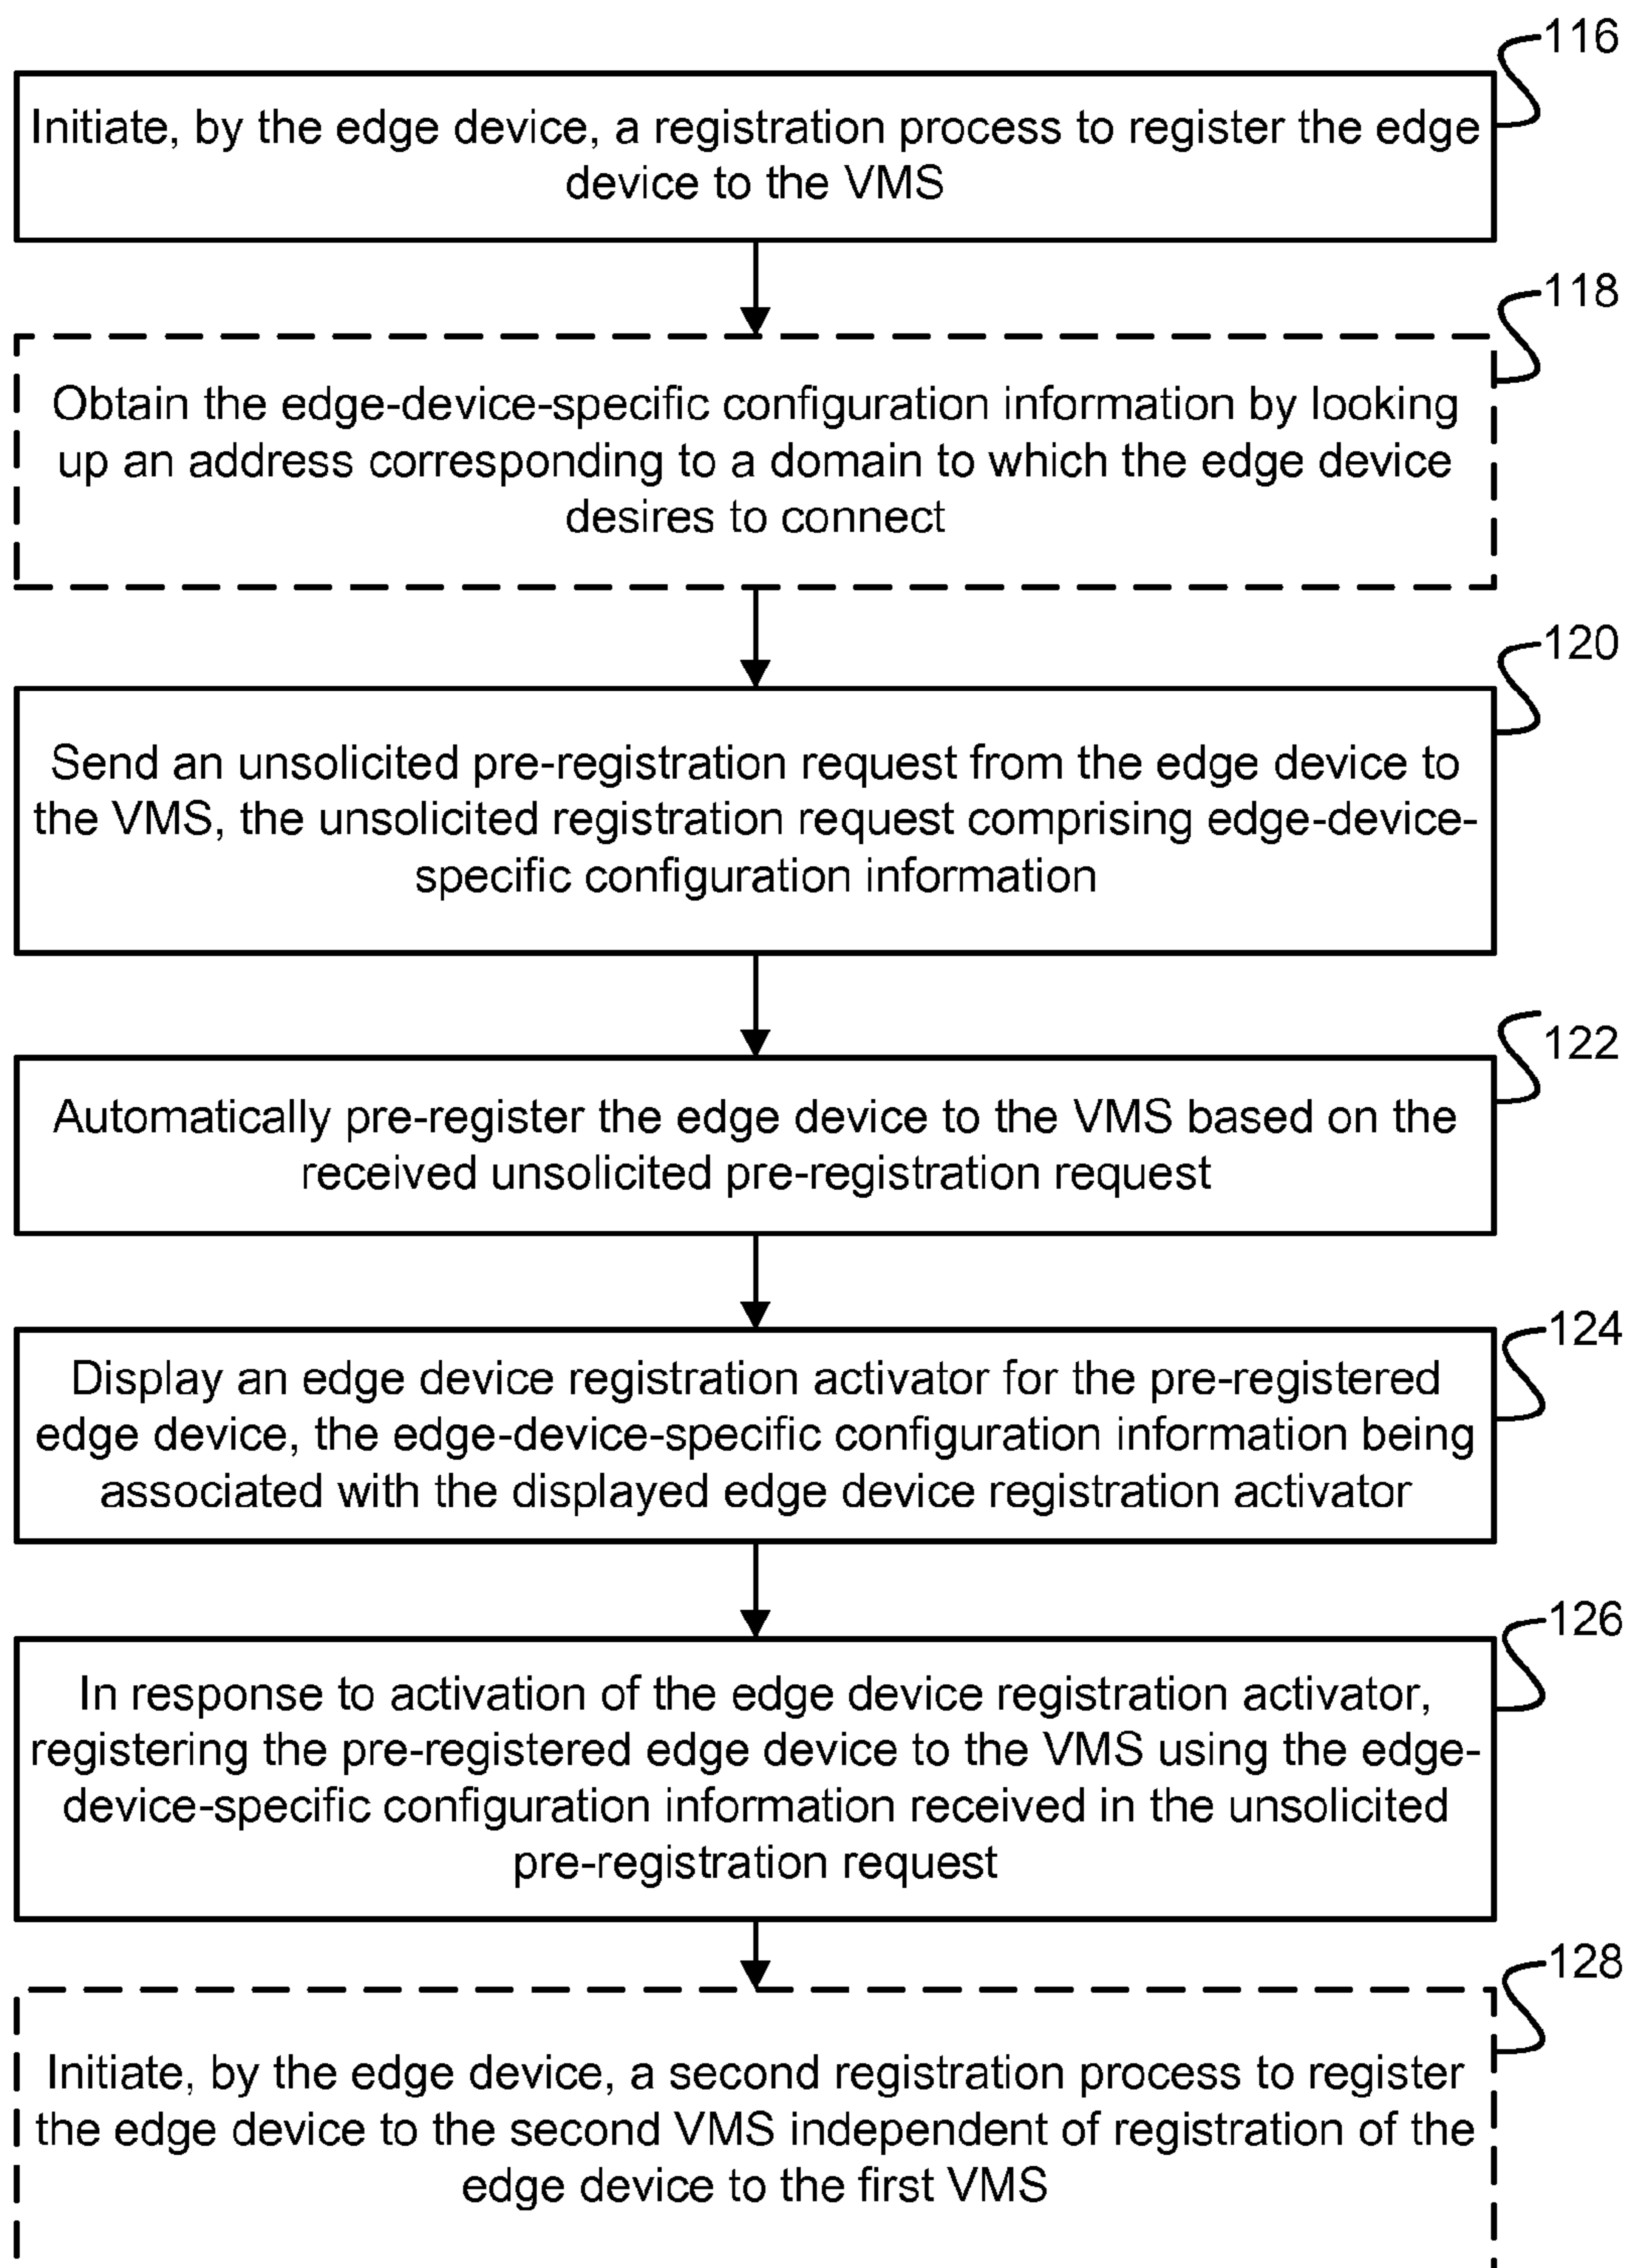 116
Initiate, by the edge device, a registration process to register the edge
device to the VMS
118
Obtain the edge-device-specific configuration information by looking
up an address corresponding to a domain to which the edge device
desires to connect
120
Send an unsolicited pre-registration request from the edge device to
the VMS, the unsolicited registration request comprising edge-device-
specific configuration information
122
Automatically pre-register the edge device to the VMS based on the
received unsolicited pre-registration request
124
Display an edge device registration activator for the pre-registered
edge device, the edge-device-specific configuration information being
associated with the displayed edge device registration activator
126
In response to activation of the edge device registration activator,
registering the pre-registered edge device to the VMS using the edge-
device-specific configuration information received in the unsolicited
pre-registration request
128
Initiate, by the edge device, a second registration process to register
the edge device to the second VMS independent of registration of the
edge device to the first VMS